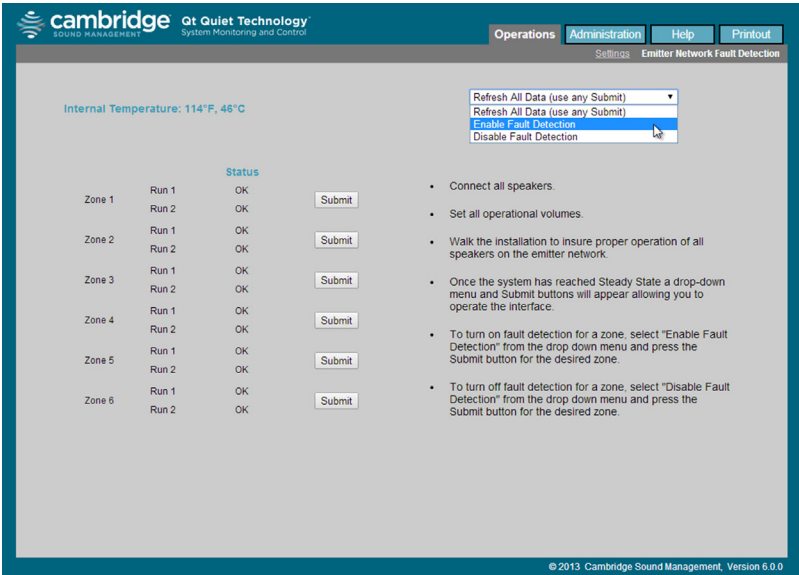 cambridge
SOUND MANAGEMENT
Qt Quiet Technology
System Monitoring and Control
Operations
Administration
Help
Printout
Settings
Emitter Network Fault Detection
Internal Temperature: 114°F, 46°C
Refresh All Data (use any Submit)
Refresh All Data (use any Submit)
Enable Fault Detection
Disable Fault Detection
Status
Zone 1
Run 1 OK
Run 2 OK
Submit
Zone 2
Run 1 OK
Run 2 OK
Submit
Zone 3
Run 1 OK
Run 2 OK
Submit
Zone 4
Run 1 OK
Run 2 OK
Submit
Zone 5
Run 1 OK
Run 2 OK
Submit
Zone 6
Run 1 OK
Run 2 OK
Submit
• Connect all speakers.
• Set all operational volumes.
• Walk the installation to insure proper operation of all
speakers on the emitter network.
• Once the system has reached Steady State a drop-down
menu and Submit buttons will appear allowing you to
operate the interface.
• To turn on fault detection for a zone, select "Enable Fault
Detection" from the drop down menu and press the
Submit button for the desired zone.
• To turn off fault detection for a zone, select "Disable Fault
Detection" from the drop down menu and press the
Submit button for the desired zone.
© 2013 Cambridge Sound Management, Version 6.0.0